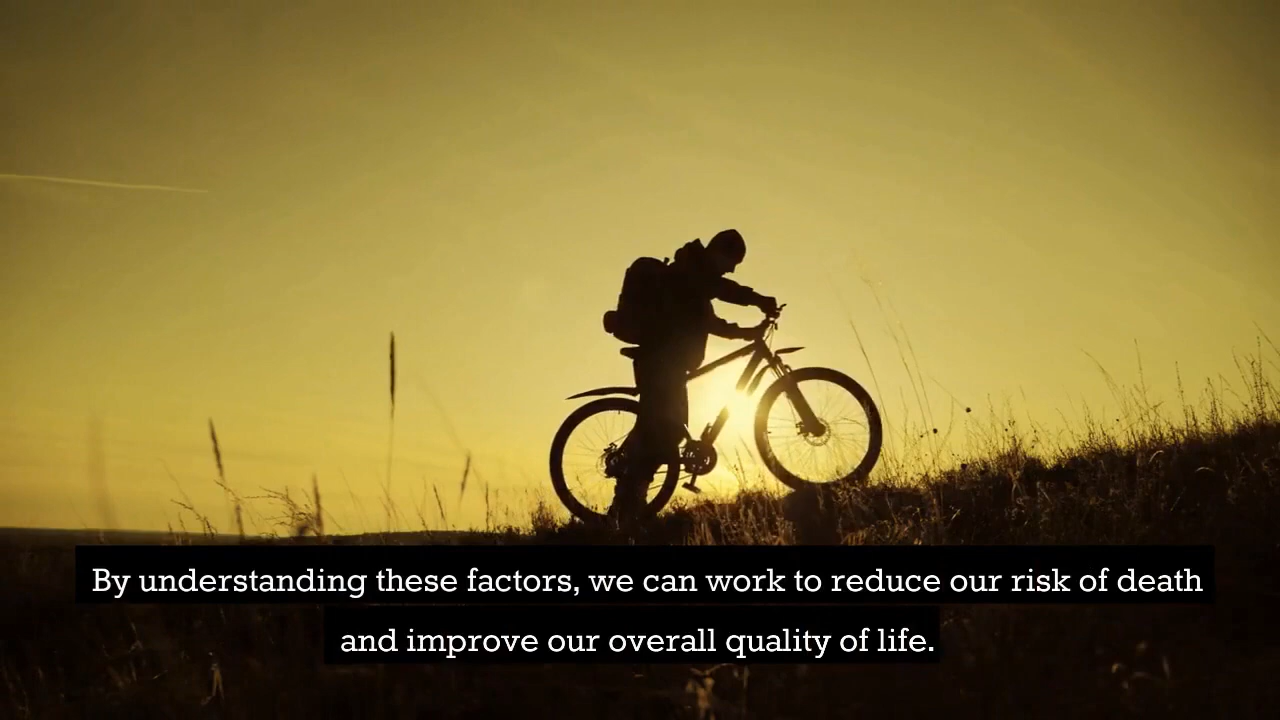 By understanding these factors, we can work to reduce our risk of death
and improve our overall quality of life.